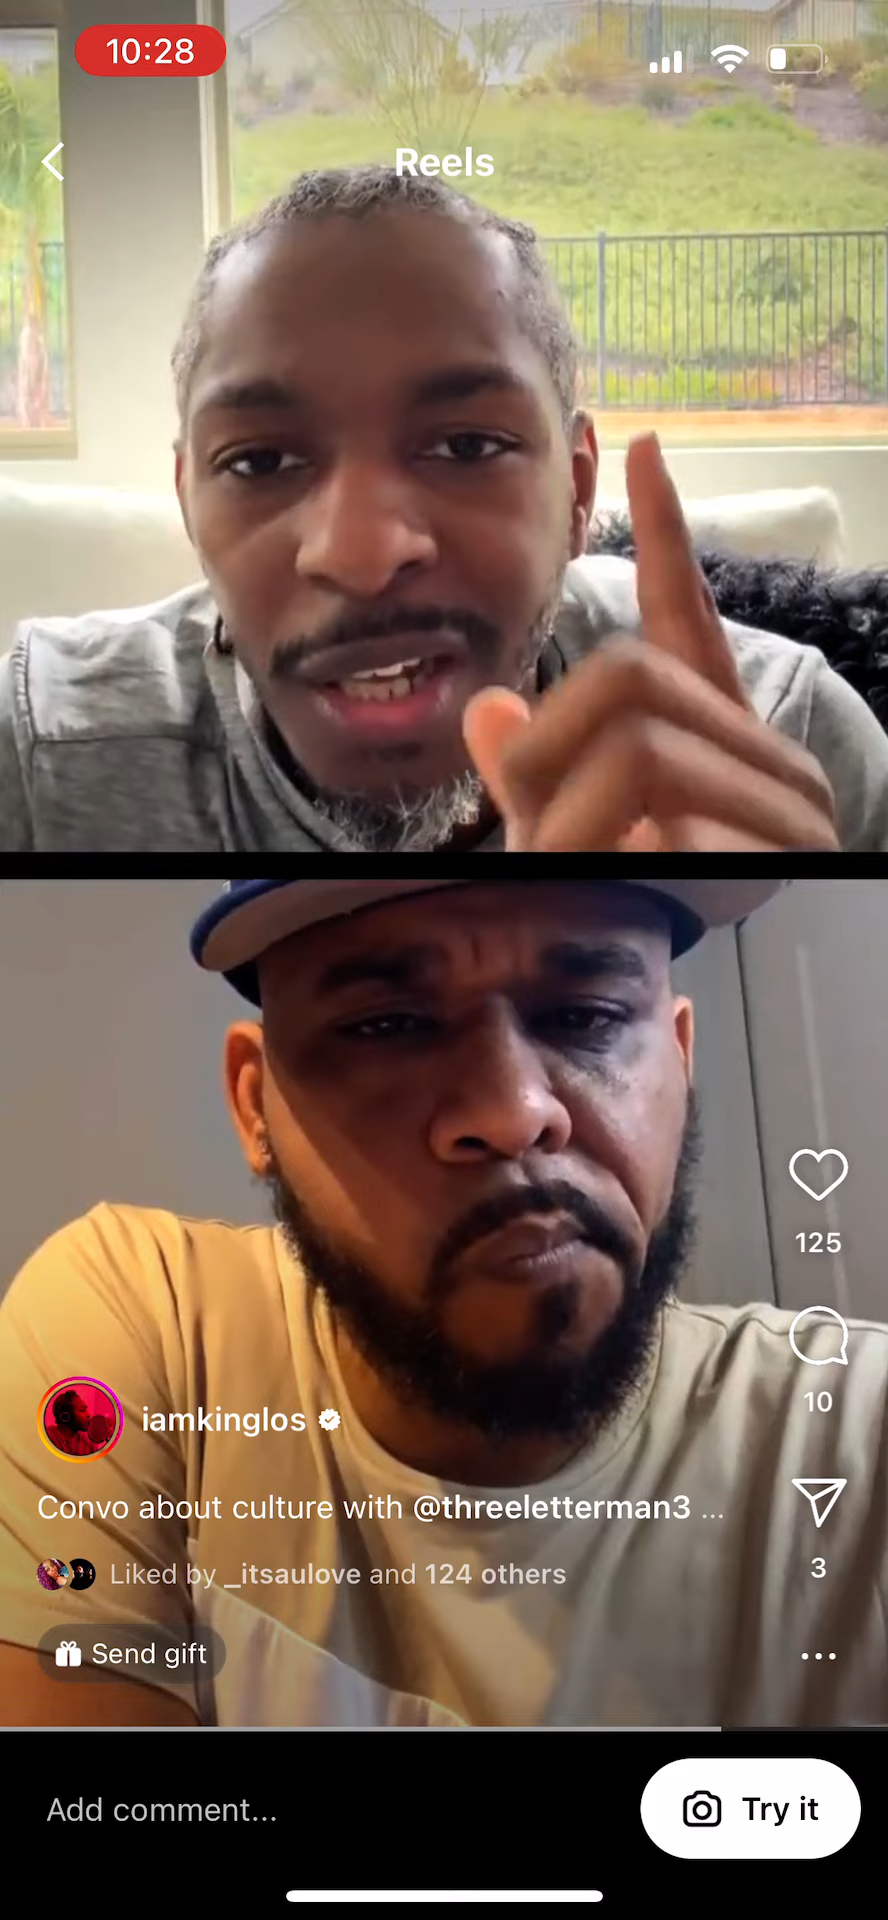 10:28
Reels
125
10
iamkinglos
Convo about culture with @threeletterman3 ...
3
Liked by _itsaulove and 124 others
Send gift
Add comment...
Try it